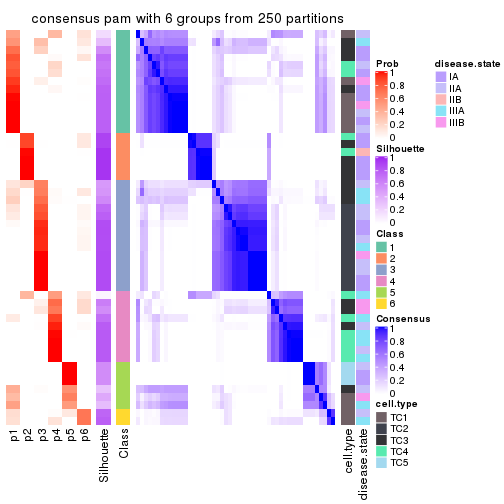 consensus pam with 6 groups from 250 partitions
Prob
1
0.8
0.6
0.4
0.2
0
Silhouette
1
0.8
0.6
0.4
0.2
0
Class
1
2
3
4
5
6
Consensus
1
0.8
0.6
0.4
0.2
0
cell.type
TC1
TC2
TC3
TC4
TC5
disease.state
IA
IIA
IIB
IIIA
IIIB
p1
p2
p3
p4
p5
p6
Silhouette
Class
cell.type
disease.state